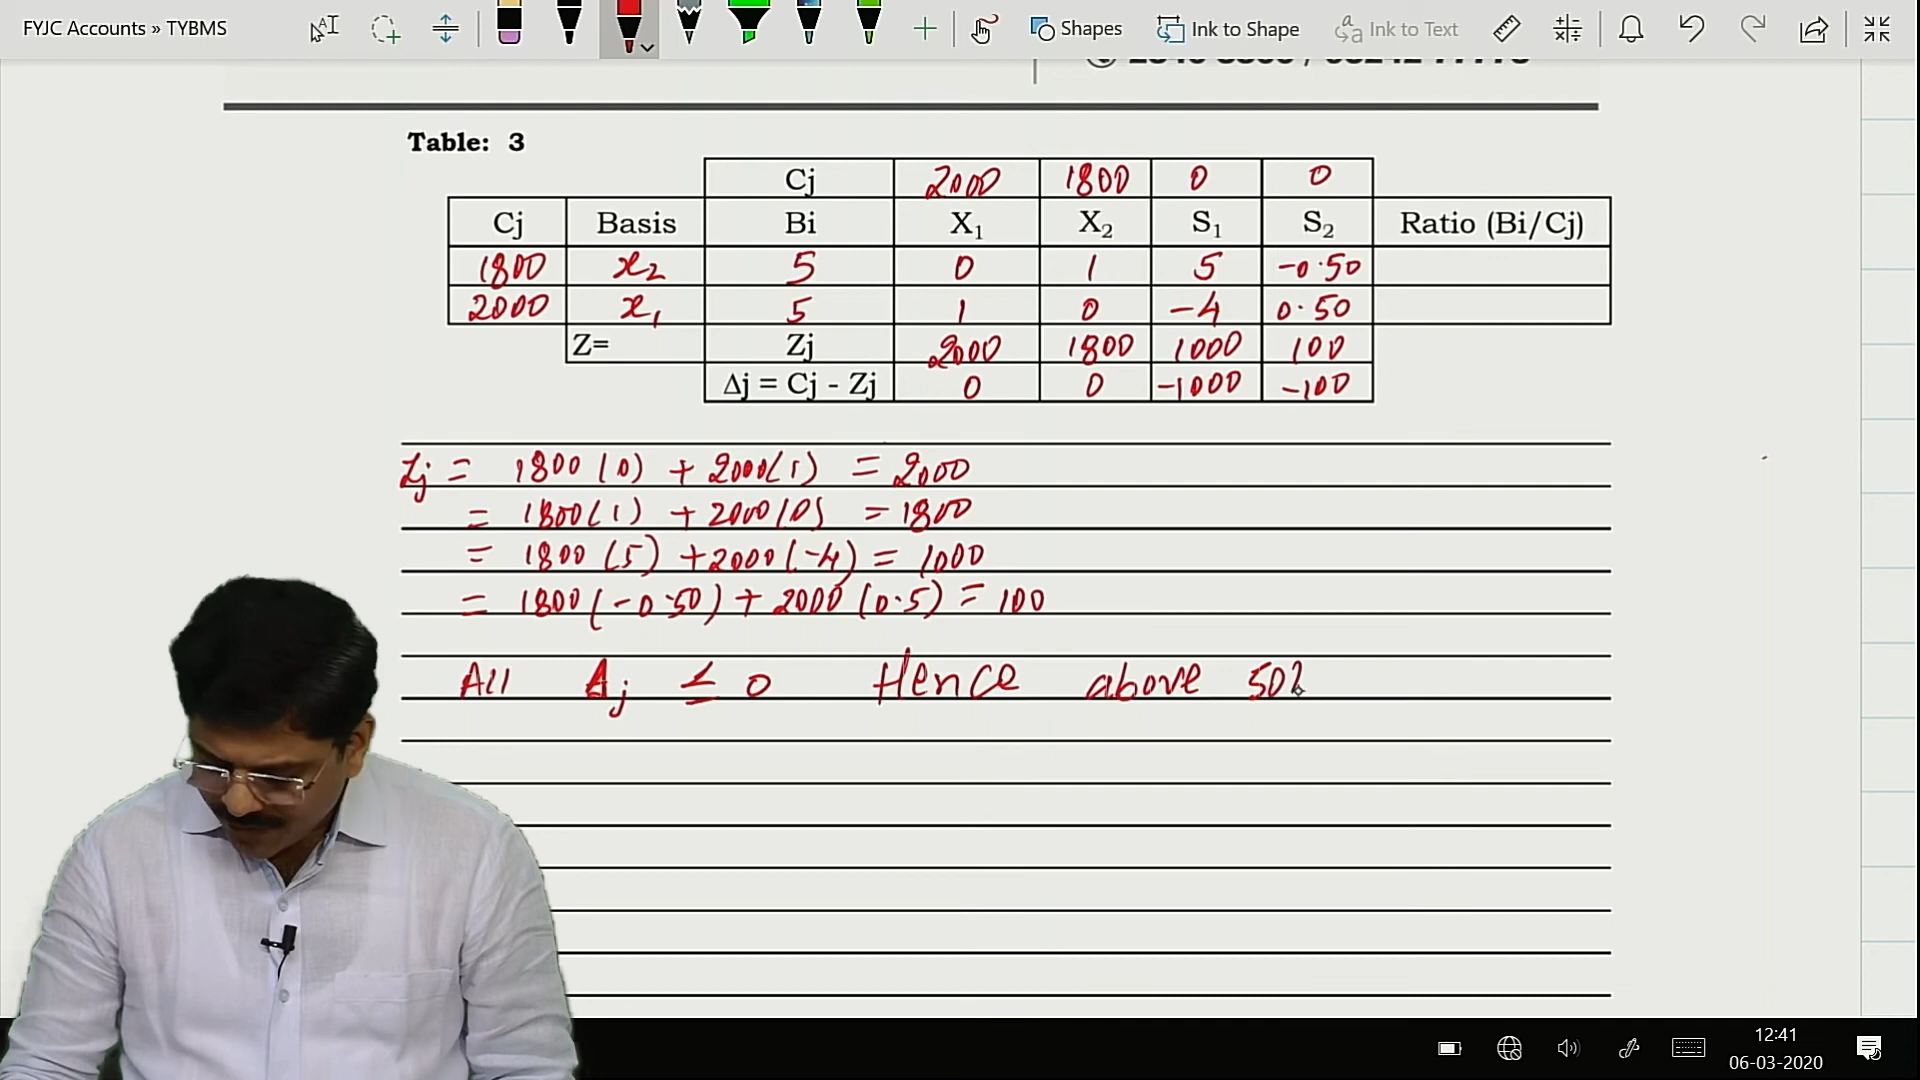 FYJC Accounts » TYBMS
Shapes
Ink to Shape
Ink to Text
Table: 3
Cj 2000 1800 0 0
Cj Basis Bi X₁ X₂ S₁ S₂ Ratio (Bi/Cj)
1800 x₂ 5 0 1 5 -0.50
2000 x₁ 5 1 0 -4 0.50
Z= Zj 2000 1800 1000 100
Δj = Cj - Zj 0 0 -1000 -100
Zj = 1800 (0) + 2000(1) = 2000
= 1800(1) + 2000(0) = 1800
= 1800 (5) + 2000(-4) = 1000
= 1800 (-0.50) + 2000 (0.5) = 100
All Δj ≤ 0 Hence above
12:41
06-03-2020